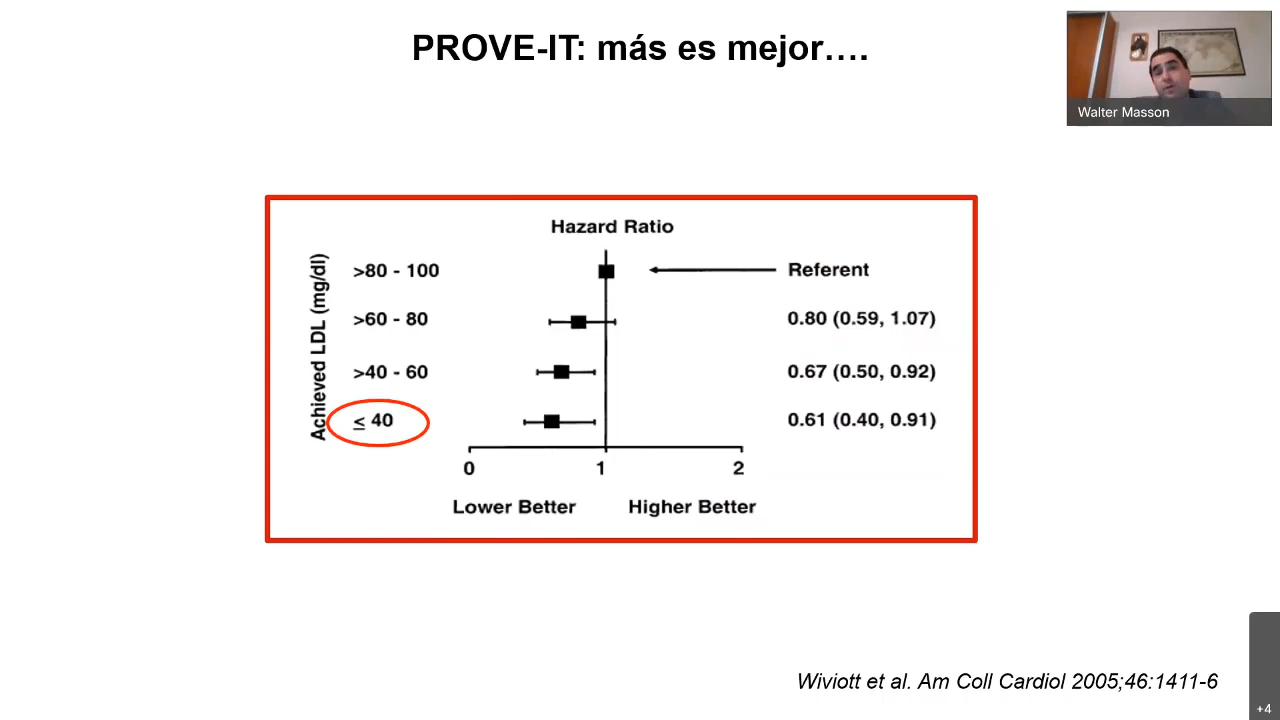 PROVE-IT: más es mejor….
Walter Masson
Hazard Ratio
Achieved LDL (mg/dl)
>80 - 100
Referent
>60 - 80
0.80 (0.59, 1.07)
>40 - 60
0.67 (0.50, 0.92)
≤ 40
0.61 (0.40, 0.91)
0 1 2
Lower Better Higher Better
Wiviott et al. Am Coll Cardiol 2005;46:1411-6
+4